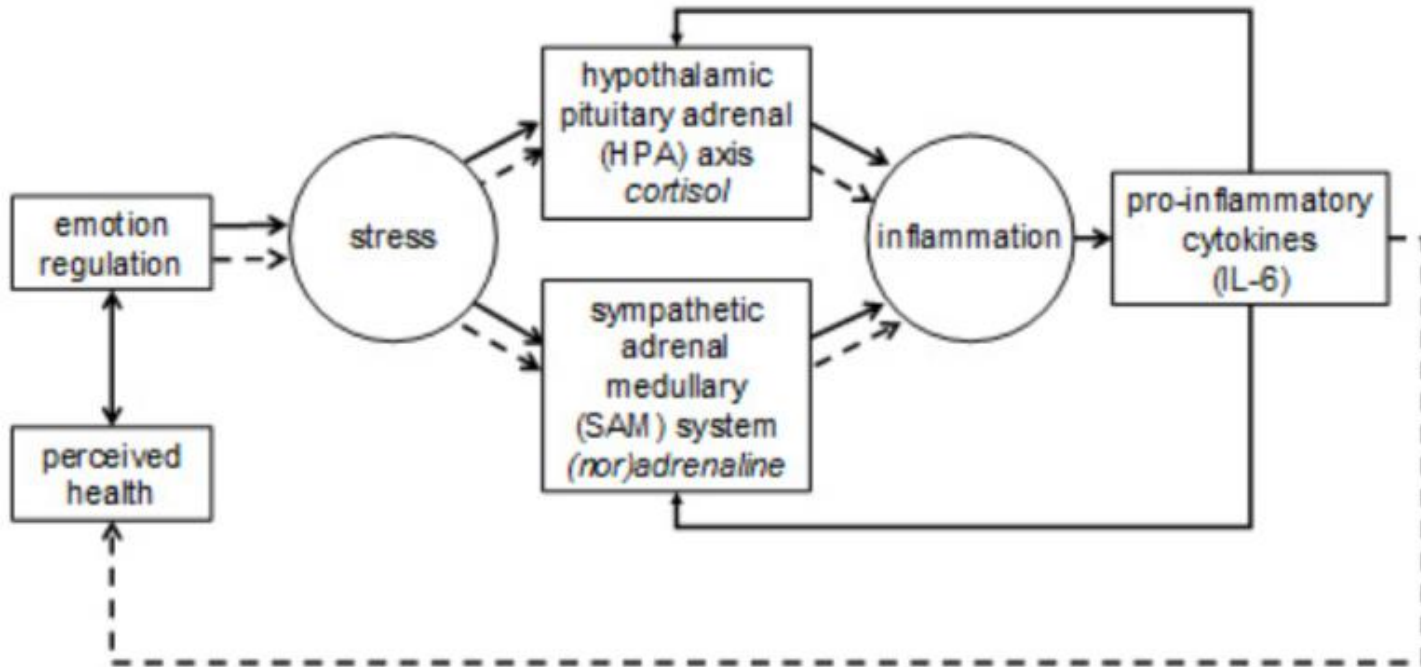 emotion
regulation
perceived
health
stress
hypothalamic
pituitary adrenal
(HPA) axis
cortisol
sympathetic
adrenal
medullary
(SAM) system
(nor)adrenaline
inflammation
pro-inflammatory
cytokines
(IL-6)